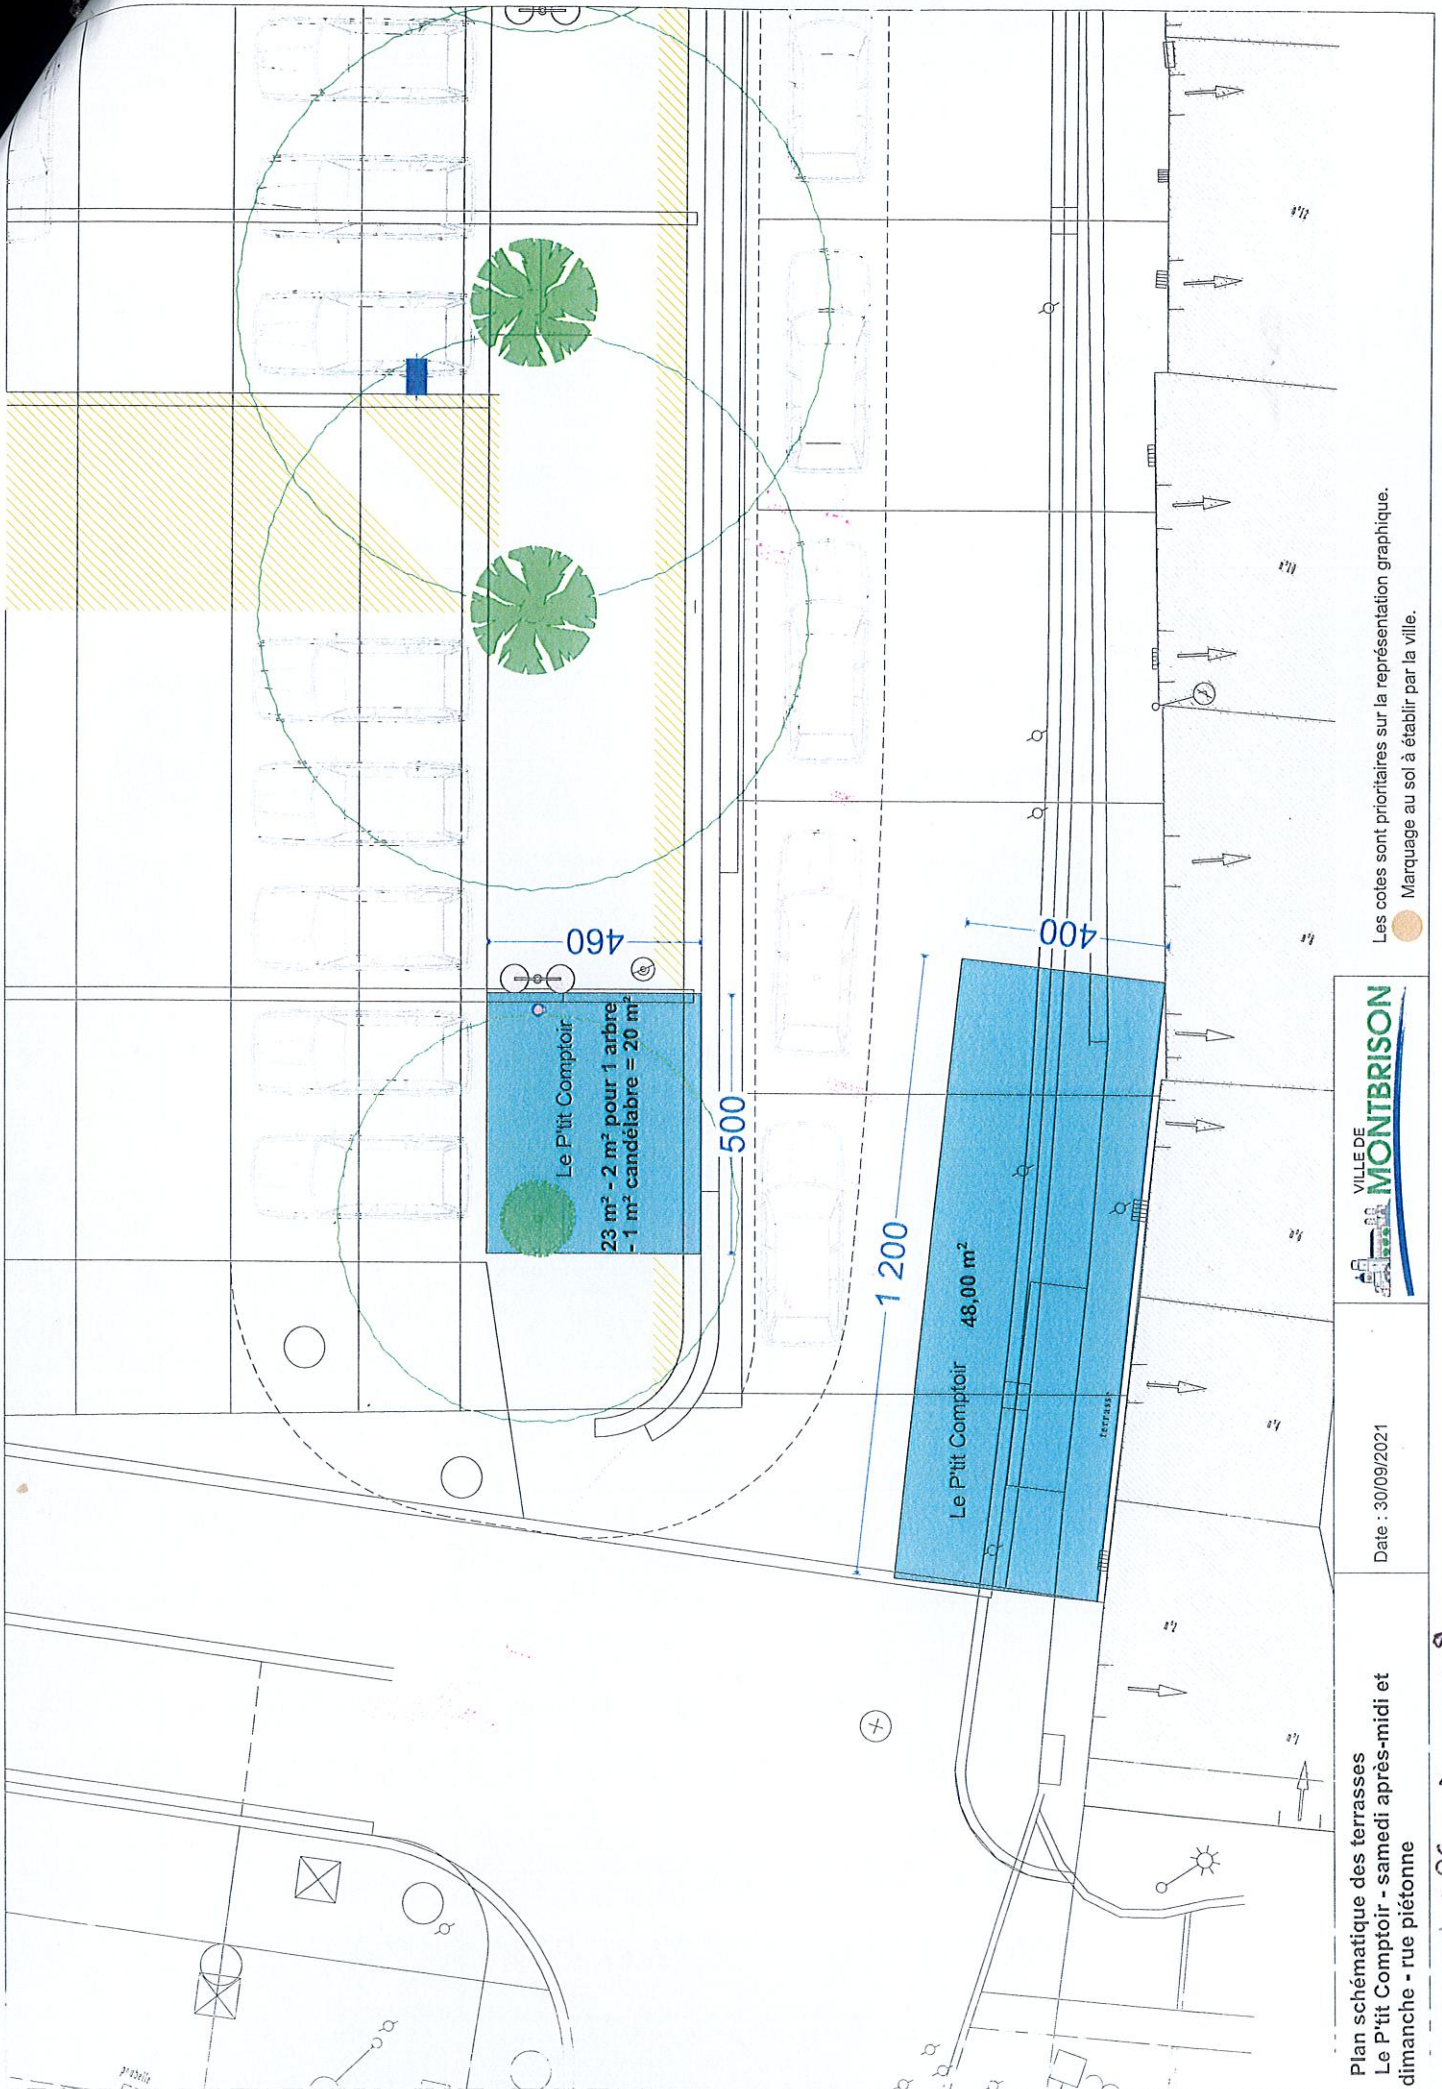 Le P'tit Comptoir
23 m² - 2 m² pour 1 arbre
- 1 m² candélabre = 20 m²
460
500
1 200
400
Le P'tit Comptoir 48,00 m²
terrasse
Plan schématique des terrasses
Le P'tit Comptoir - samedi après-midi et
dimanche - rue piétonne
Date : 30/09/2021
VILLE DE
MONTBRISON
Les cotes sont prioritaires sur la représentation graphique.
Marquage au sol à établir par la ville.